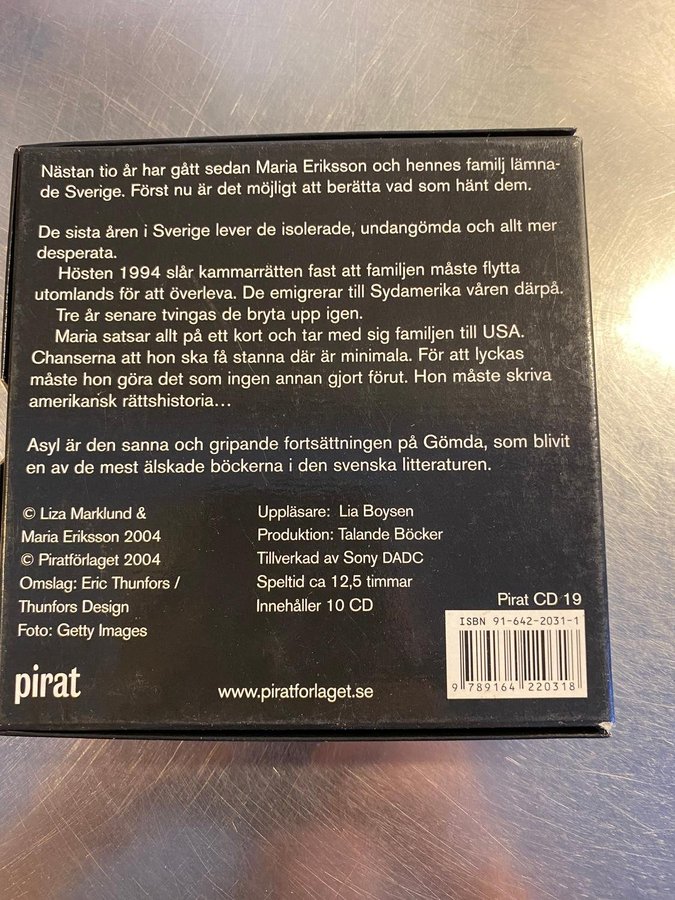 Nästan tio år har gått sedan Maria Eriksson och hennes familj lämna-
de Sverige. Först nu är det möjligt att berätta vad som hänt dem.
De sista åren i Sverige lever de isolerade, undangömda och allt mer
desperata.
Hösten 1994 slår kammarrätten fast att familjen måste flytta
utomlands för att överleva. De emigrerar till Sydamerika våren därpå.
Tre år senare tvingas de bryta upp igen.
Maria satsar allt på ett kort och tar med sig familjen till USA.
Chanserna att hon ska få stanna där är minimala. För att lyckas
måste hon göra det som ingen annan gjort förut. Hon måste skriva
amerikansk rättshistoria...
Asyl är den sanna och gripande fortsättningen på Gömda, som blivit
en av de mest älskade böckerna i den svenska litteraturen.
© Liza Marklund &
Maria Eriksson 2004
© Piratförlaget 2004
Omslag: Eric Thunfors /
Thunfors Design
Foto: Getty Images
Uppläsare: Lia Boysen
Produktion: Talande Böcker
Tillverkad av Sony DADC
Speltid ca 12,5 timmar
Innehåller 10 CD
Pirat CD 19
ISBN 91-642-2031-1
9 789164 220318
pirat
www.piratforlaget.se